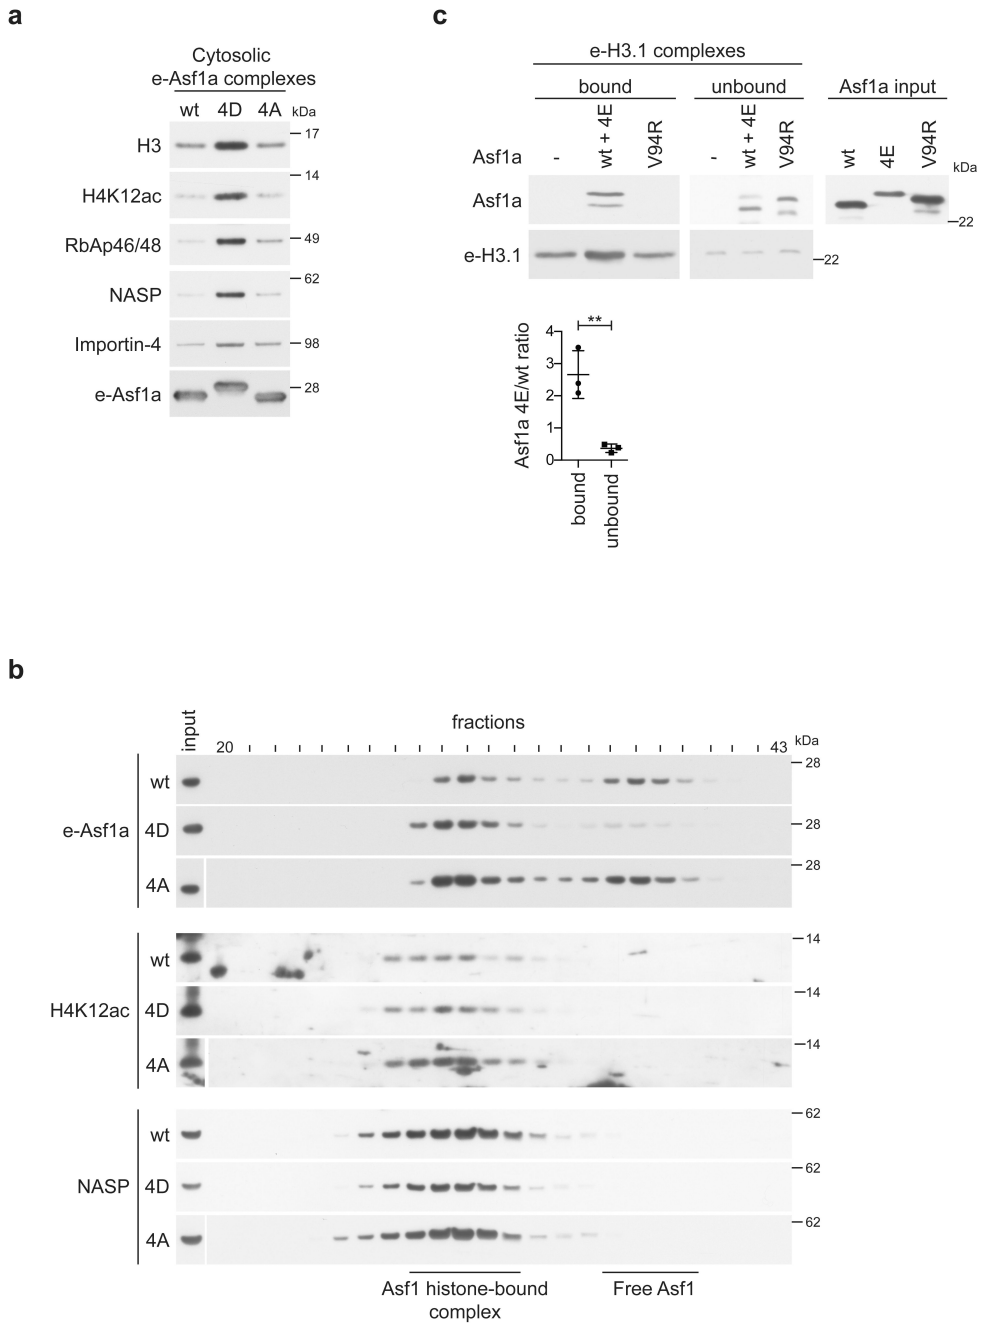 a
Cytosolic
e-Asf1a complexes
wt 4D 4A kDa
H3 17
H4K12ac 14
RbAp46/48 49
NASP 62
Importin-4 98
e-Asf1a 28
c
e-H3.1 complexes
bound unbound Asf1a input
Asf1a - wt + 4E V94R - wt + 4E V94R wt 4E V94R kDa
Asf1a 22
e-H3.1 22
**
Asf1a 4E/wt ratio
4
3
2
1
0
bound unbound
b
input fractions
20 43 kDa
e-Asf1a
wt 28
4D 28
4A 28
H4K12ac
wt 14
4D 14
4A 14
NASP
wt 62
4D 62
4A 62
Asf1 histone-bound
complex
Free Asf1